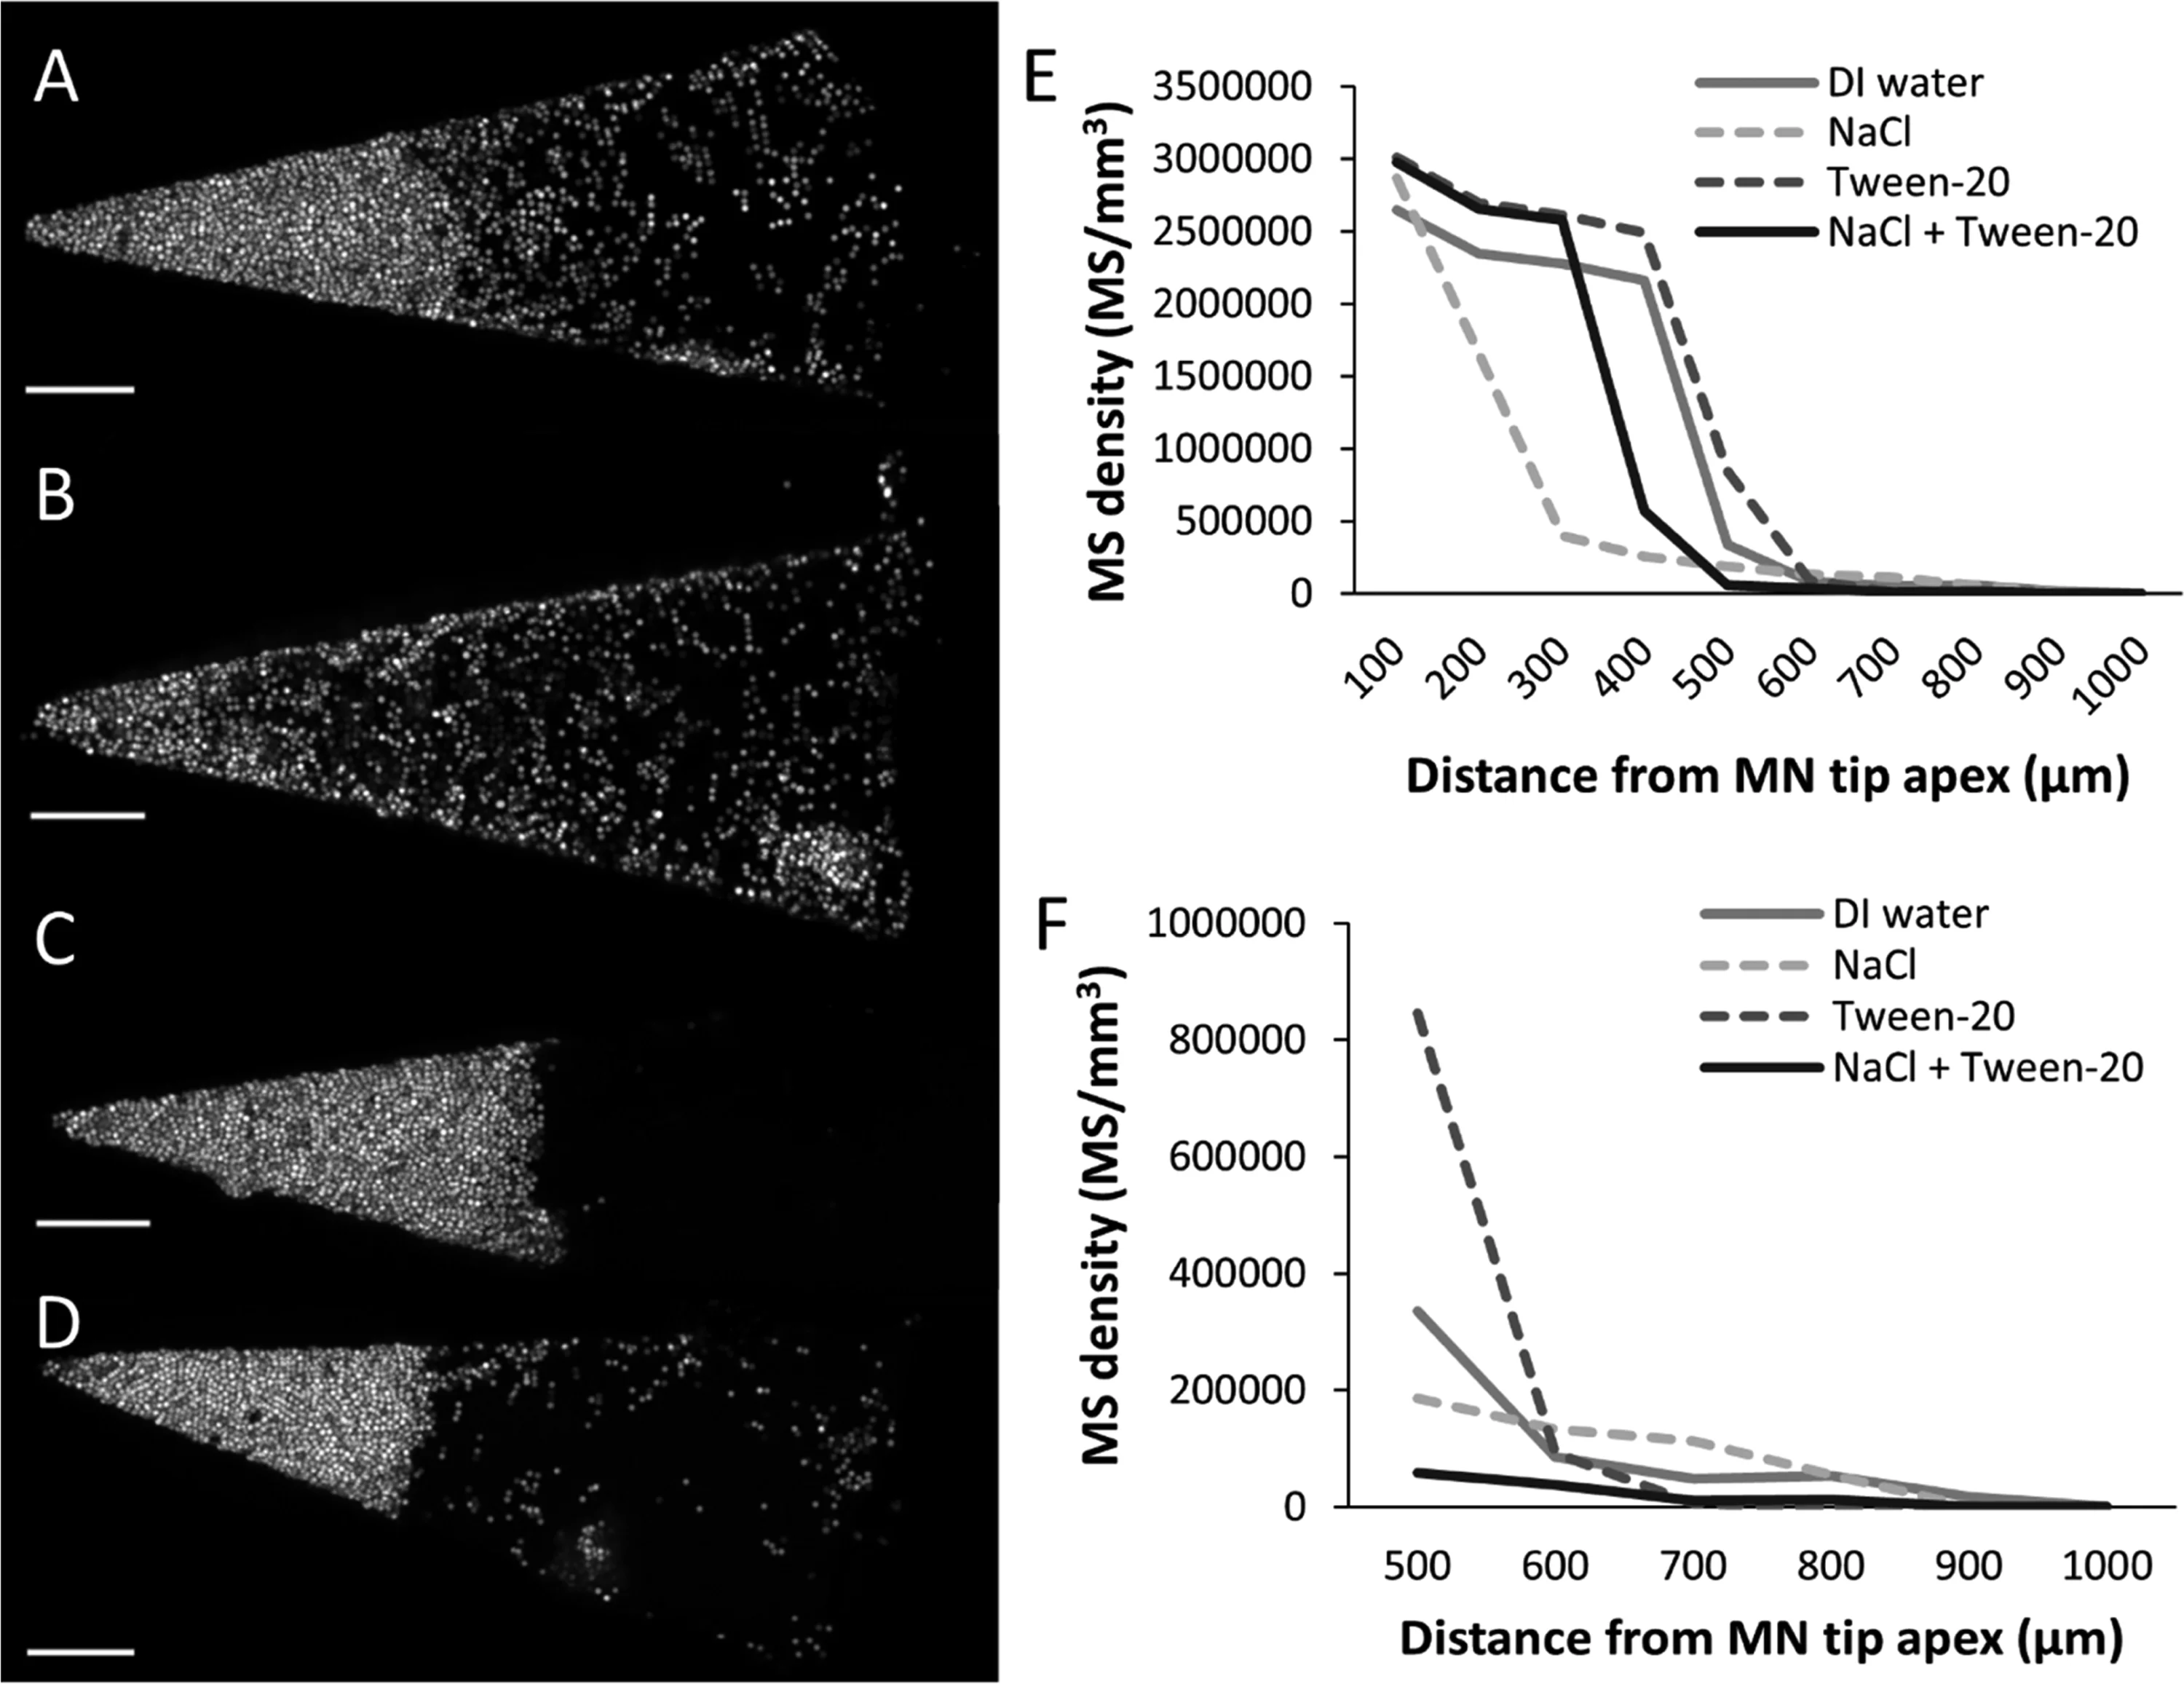 A
B
C
D
E
MS density (MS/mm³)
3500000
3000000
2500000
2000000
1500000
1000000
500000
0
DI water
NaCl
Tween-20
NaCl + Tween-20
100 200 300 400 500 600 700 800 900 1000
Distance from MN tip apex (µm)
F
MS density (MS/mm³)
1000000
800000
600000
400000
200000
0
DI water
NaCl
Tween-20
NaCl + Tween-20
500 600 700 800 900 1000
Distance from MN tip apex (µm)